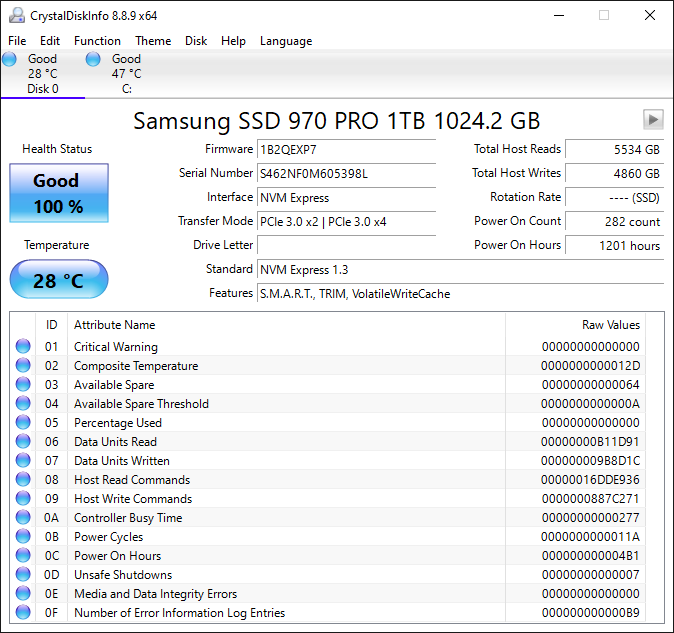 CrystalDiskInfo 8.8.9 x64
File Edit Function Theme Disk Help Language
Good Good
28 °C 47 °C
Disk 0 C:
Samsung SSD 970 PRO 1TB 1024.2 GB
Health Status
Good
100 %
Temperature
28 °C
Firmware 1B2QEXP7
Serial Number S462NF0M605398L
Interface NVM Express
Transfer Mode PCIe 3.0 x2 | PCIe 3.0 x4
Drive Letter
Standard NVM Express 1.3
Features S.M.A.R.T., TRIM, VolatileWriteCache
Total Host Reads 5534 GB
Total Host Writes 4860 GB
Rotation Rate ---- (SSD)
Power On Count 282 count
Power On Hours 1201 hours
ID Attribute Name Raw Values
01 Critical Warning 00000000000000
02 Composite Temperature 0000000000012D
03 Available Spare 00000000000064
04 Available Spare Threshold 0000000000000A
05 Percentage Used 00000000000000
06 Data Units Read 00000000B11D91
07 Data Units Written 000000009B8D1C
08 Host Read Commands 00000016DDE936
09 Host Write Commands 0000000887C271
0A Controller Busy Time 00000000000277
0B Power Cycles 0000000000011A
0C Power On Hours 000000000004B1
0D Unsafe Shutdowns 00000000000007
0E Media and Data Integrity Errors 00000000000000
0F Number of Error Information Log Entries 000000000000B9